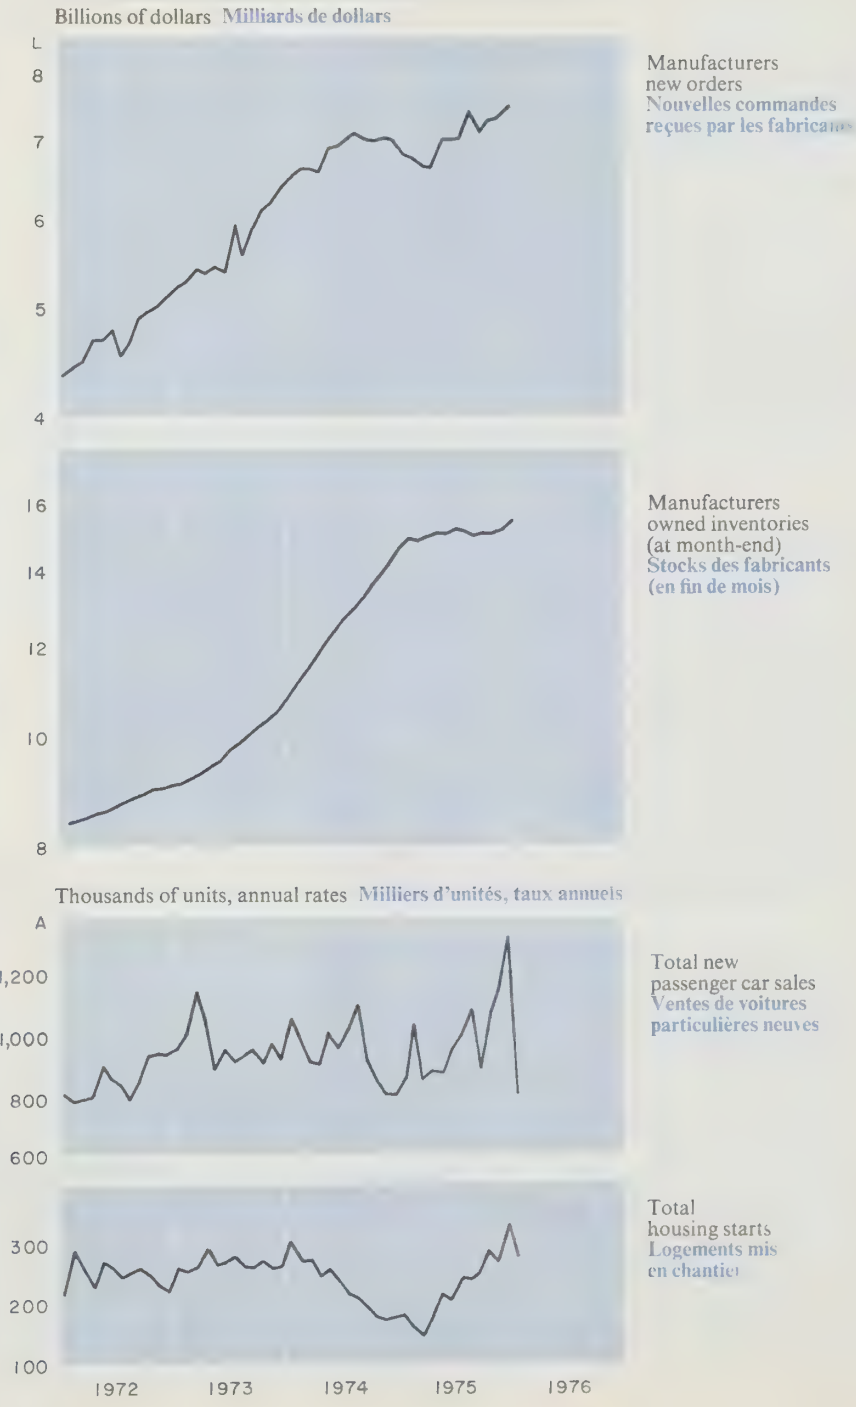 Billions of dollars Milliards de dollars
L
8
7
6
5
4
Manufacturers
new orders
Nouvelles commandes
reçues par les fabricants
16
14
12
10
8
Manufacturers
owned inventories
(at month-end)
Stocks des fabricants
(en fin de mois)
Thousands of units, annual rates Milliers d'unités, taux annuels
A
1,200
1,000
800
600
Total new
passenger car sales
Ventes de voitures
particulières neuves
300
200
100
Total
housing starts
Logements mis
en chantier
1972 1973 1974 1975 1976